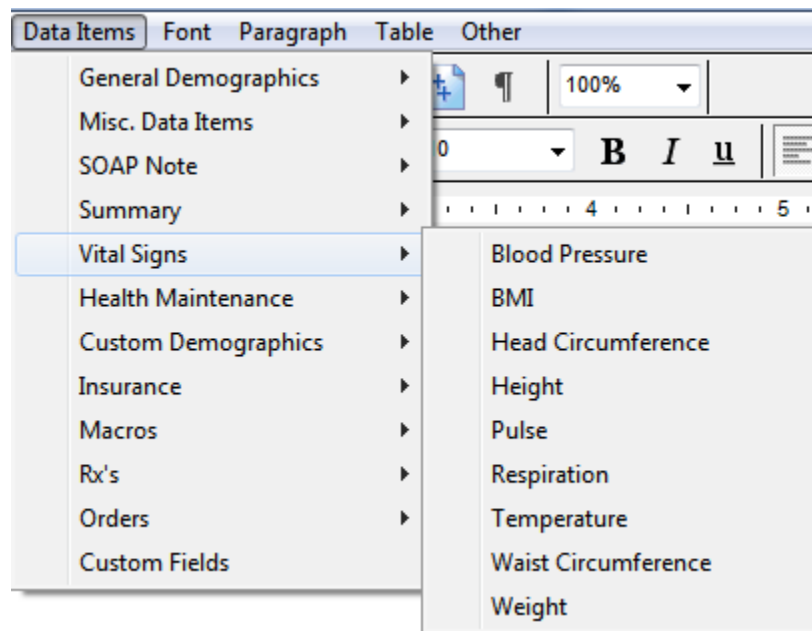 Data Items Font Paragraph Table Other
100%
0
B I u
4 5
General Demographics
Misc. Data Items
SOAP Note
Summary
Vital Signs
Health Maintenance
Custom Demographics
Insurance
Macros
Rx's
Orders
Custom Fields
Blood Pressure
BMI
Head Circumference
Height
Pulse
Respiration
Temperature
Waist Circumference
Weight